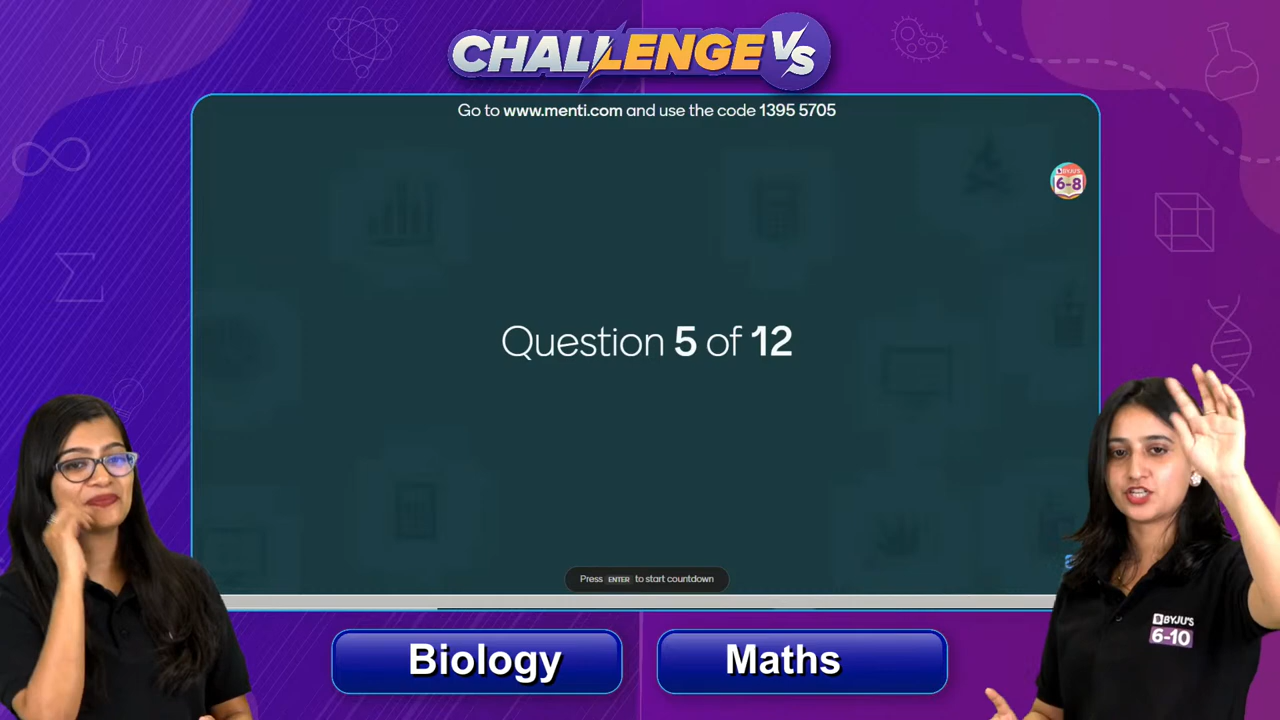 CHALLENGE VS
Go to www.menti.com and use the code 1395 5705
BYJU'S
6-8
Question 5 of 12
Press ENTER to start countdown
BYJU'S
6-10
Biology
Maths